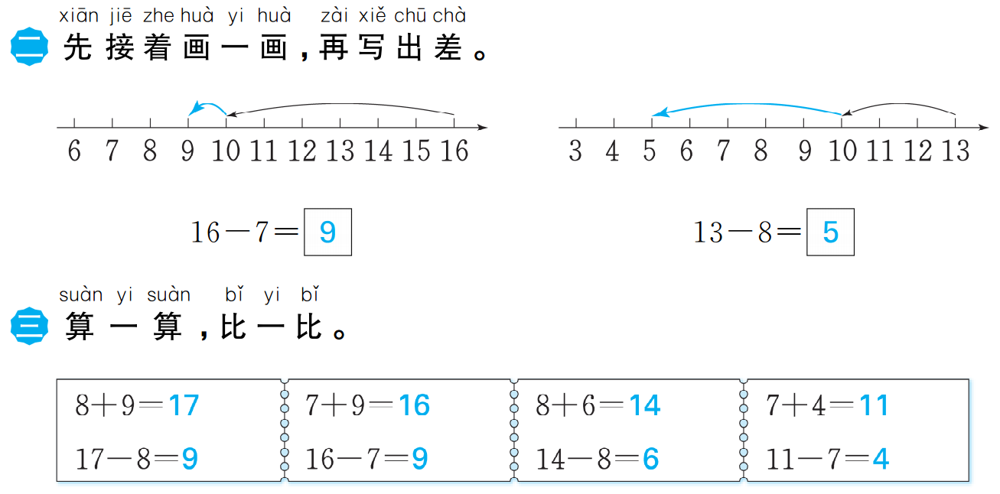 xiān jiē zhe huà yi huà zài xiě chū chà
二 先接着画一画，再写出差。
6 7 8 9 10 11 12 13 14 15 16
3 4 5 6 7 8 9 10 11 12 13
16－7＝9
13－8＝5
suàn yi suàn bǐ yi bǐ
三 算一算，比一比。
8＋9＝17 7＋9＝16 8＋6＝14 7＋4＝11
17－8＝9 16－7＝9 14－8＝6 11－7＝4